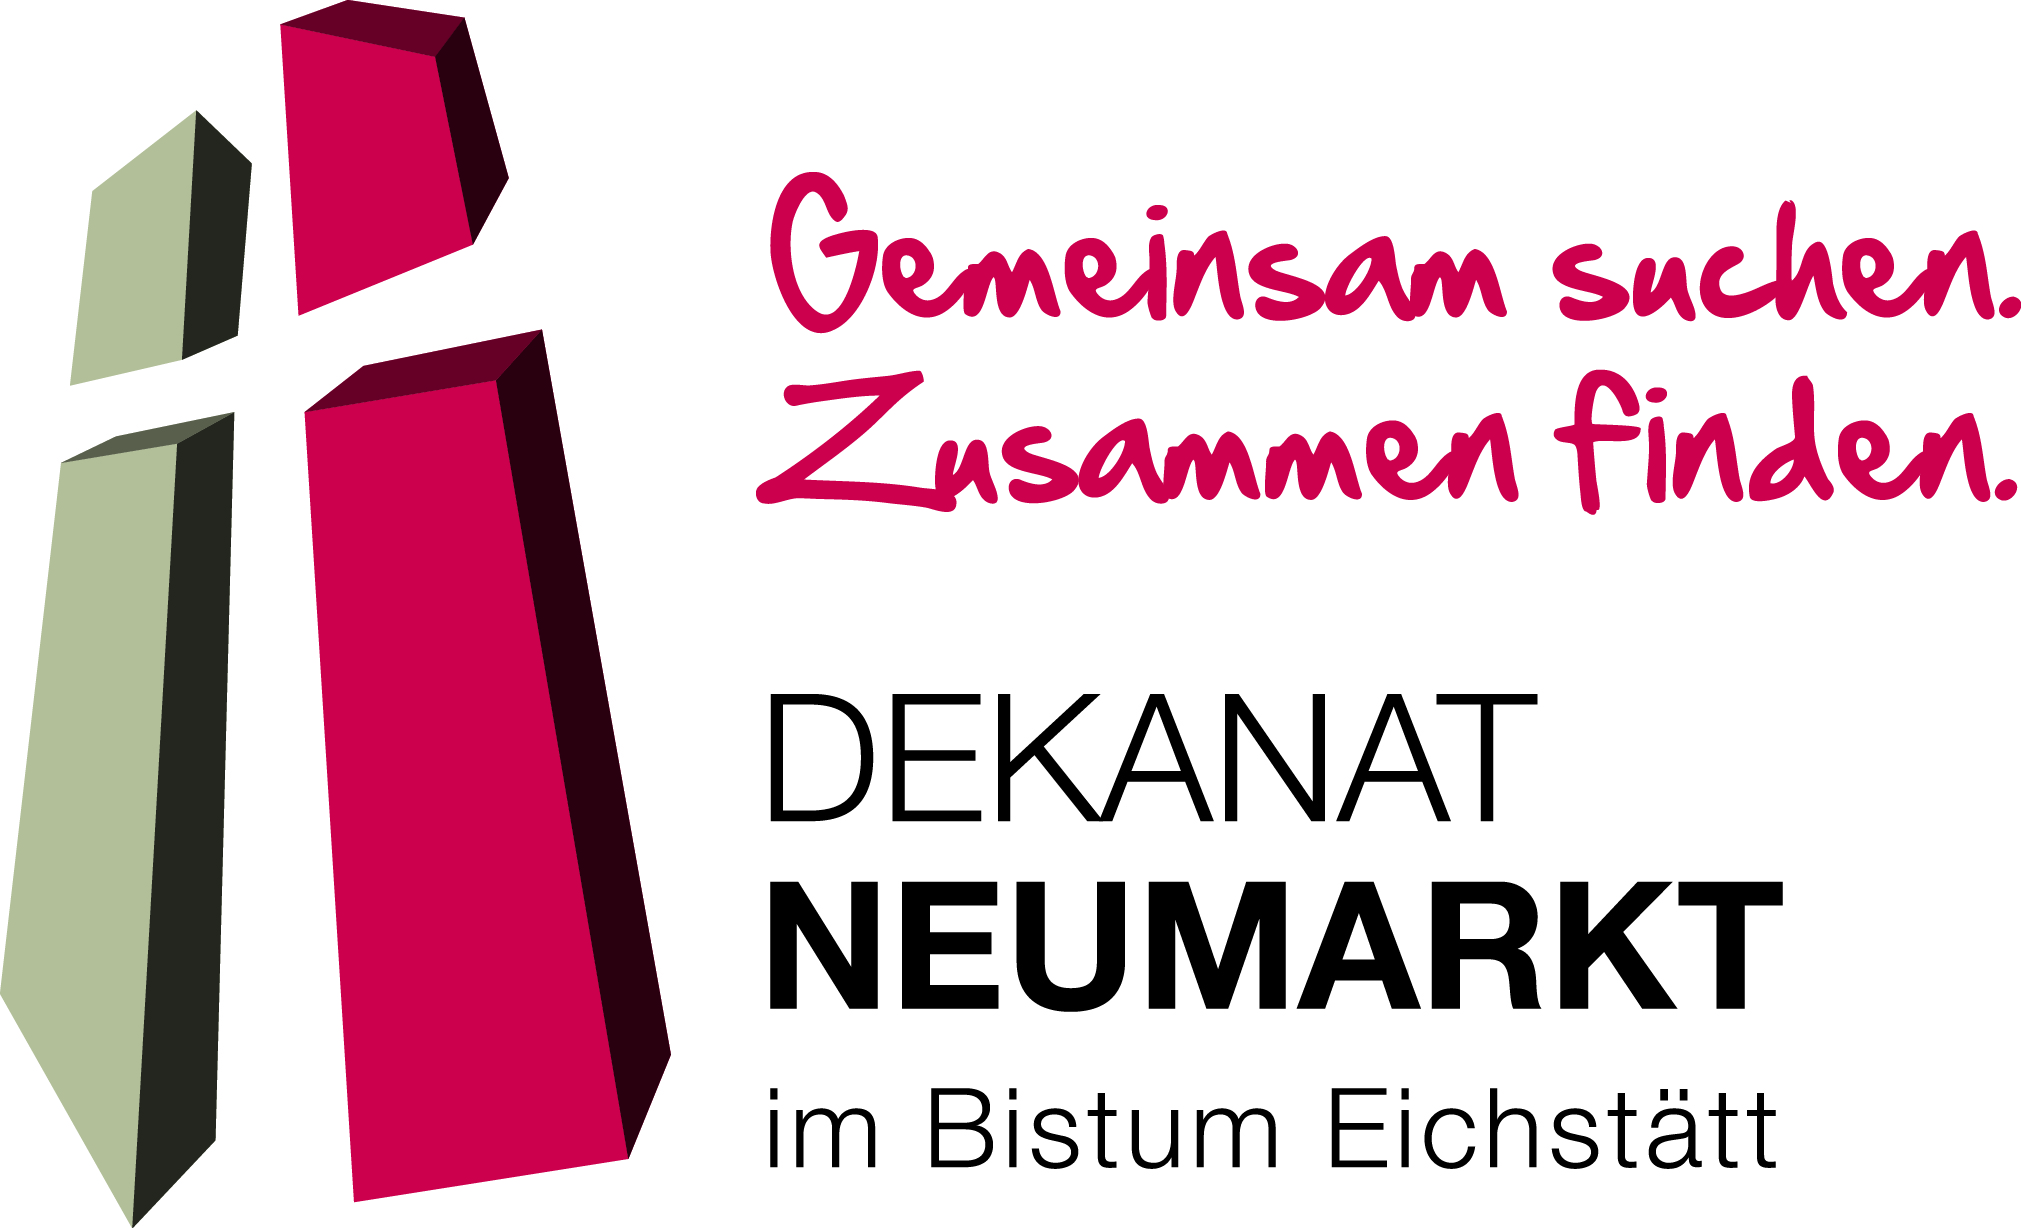 Gemeinsam suchen.
Zusammen finden.
DEKANAT
NEUMARKT
im Bistum Eichstätt